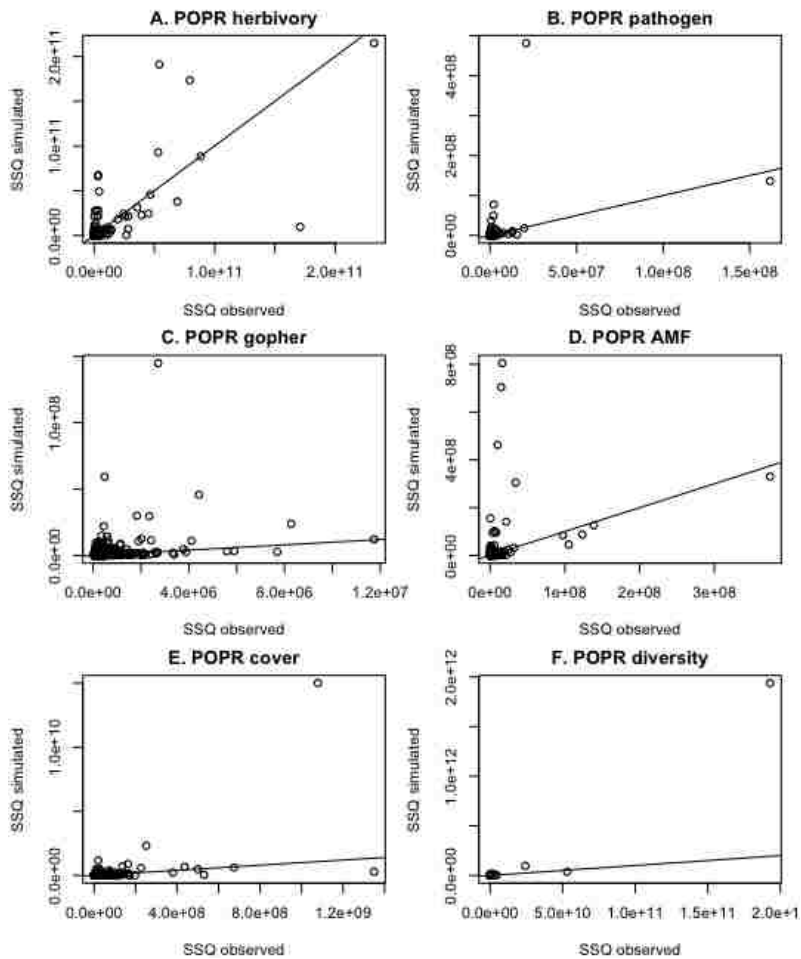 A. POPR herbivory
SSQ simulated
0.0e+00 1.0e+11 2.0e+11
0.0e+00 1.0e+11 2.0e+11
SSQ observed
B. POPR pathogen
SSQ simulated
0e+00 2e+08 4e+08
0.0e+00 5.0e+07 1.0e+08 1.5e+08
SSQ observed
C. POPR gopher
SSQ simulated
0.0e+00 1.0e+08
0.0e+00 4.0e+06 8.0e+06 1.2e+07
SSQ observed
D. POPR AMF
SSQ simulated
0e+00 4e+08 8e+08
0e+00 1e+08 2e+08 3e+08
SSQ observed
E. POPR cover
SSQ simulated
0.0e+00 1.0e+10
0.0e+00 4.0e+08 8.0e+08 1.2e+09
SSQ observed
F. POPR diversity
SSQ simulated
0.0e+00 1.0e+12 2.0e+12
0.0e+00 5.0e+10 1.0e+11 1.5e+11 2.0e+1
SSQ observed